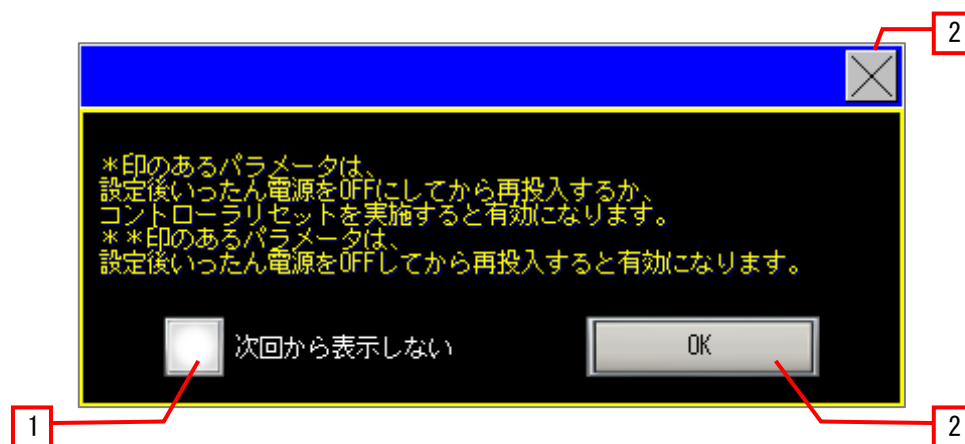 2
*印のあるパラメータは、
設定後いったん電源をOFFにしてから再投入するか、
コントローラリセットを実施すると有効になります。
**印のあるパラメータは、
設定後いったん電源をOFFしてから再投入すると有効になります。
次回から表示しない
OK
1
2